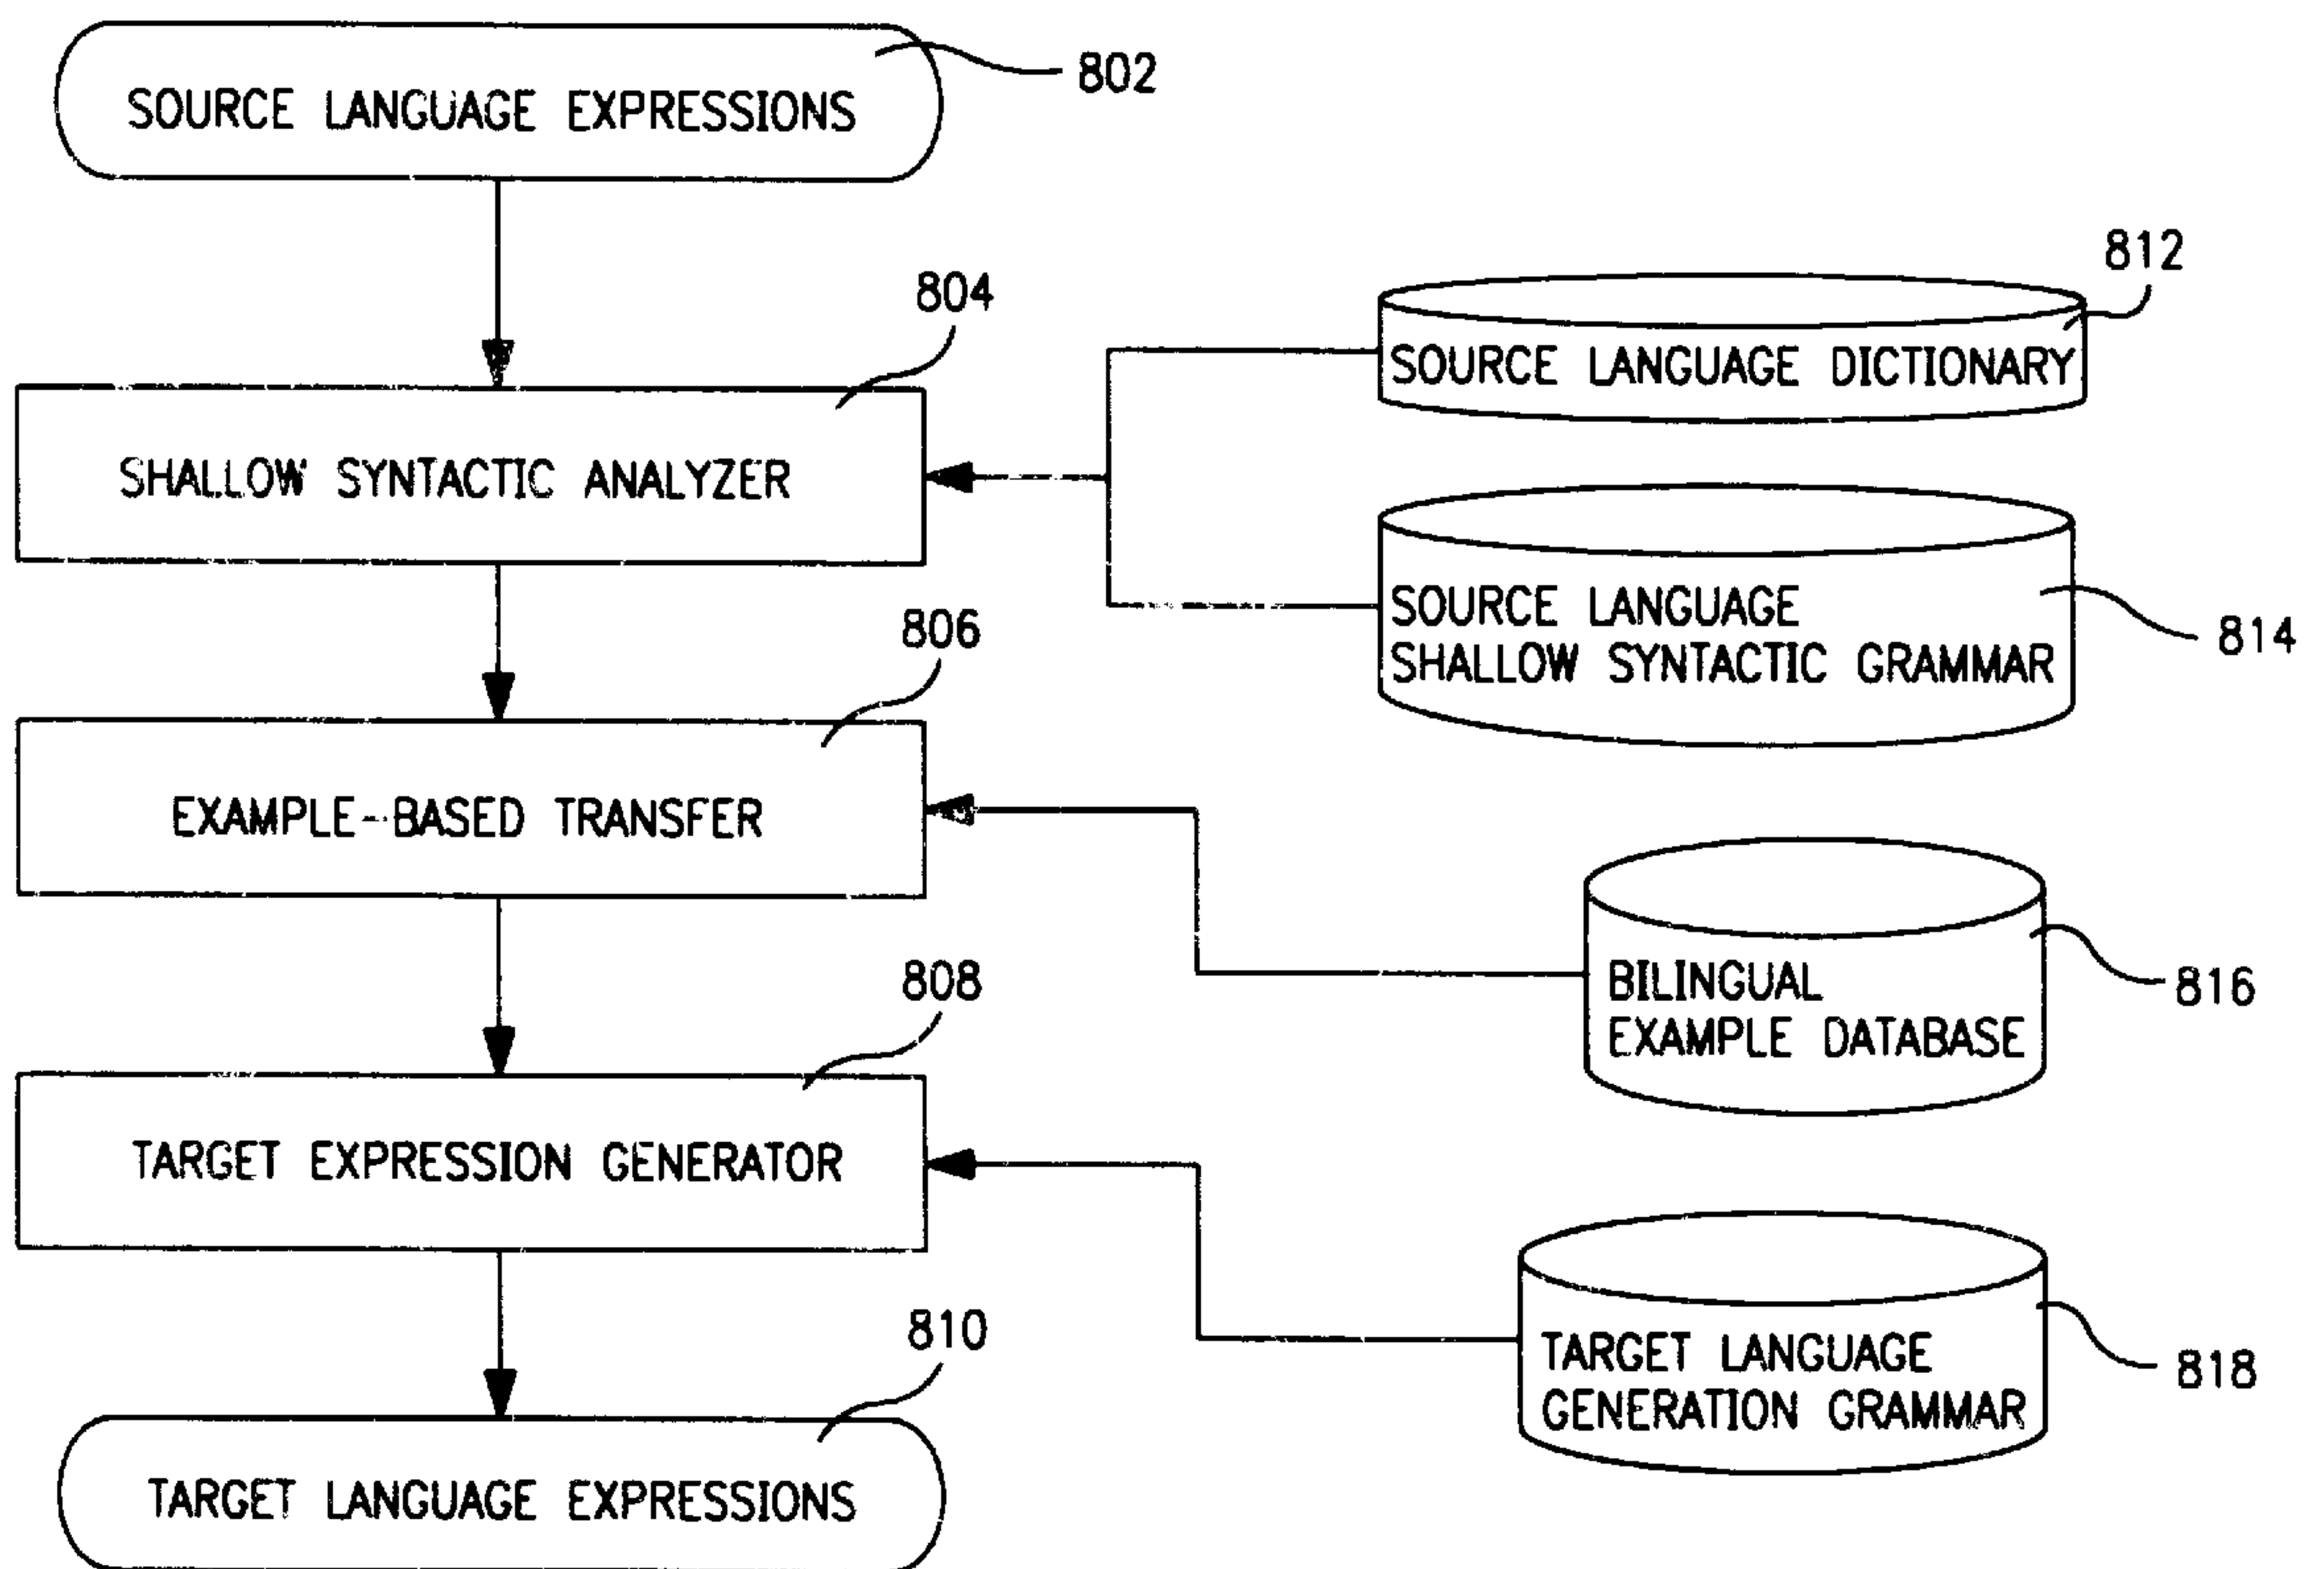 SOURCE LANGUAGE EXPRESSIONS
802
804
SHALLOW SYNTACTIC ANALYZER
812
SOURCE LANGUAGE DICTIONARY
SOURCE LANGUAGE
SHALLOW SYNTACTIC GRAMMAR
814
806
EXAMPLE-BASED TRANSFER
BILINGUAL
EXAMPLE DATABASE
816
808
TARGET EXPRESSION GENERATOR
TARGET LANGUAGE
GENERATION GRAMMAR
818
810
TARGET LANGUAGE EXPRESSIONS